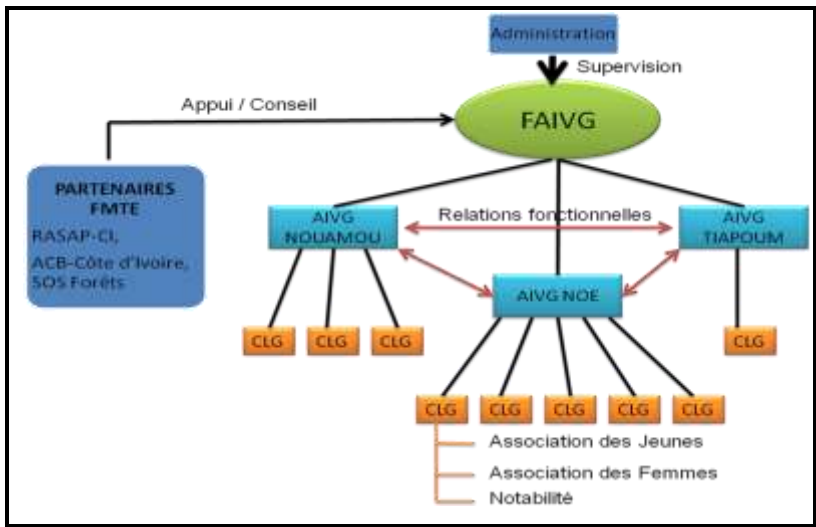 Administration
Supervision
Appui / Conseil
FAIVG
PARTENAIRES
FMTE
RASAP-CI,
ACB-Côte d'Ivoire,
SOS Forêts
AIVG
NOUAMOU
Relations fonctionnelles
AIVG
TIAPOUM
AIVG NOE
CLG
CLG
CLG
CLG
CLG
CLG
CLG
CLG
CLG
Association des Jeunes
Association des Femmes
Notabilité